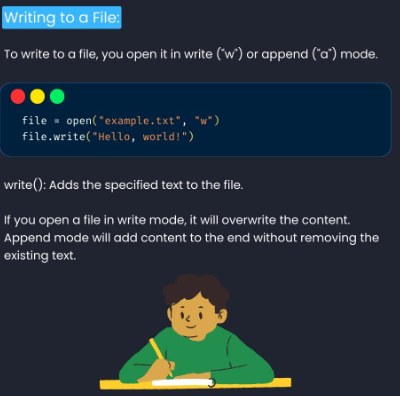 Writing to a File:
To write to a file, you open it in write ("w") or append ("a") mode.
file = open("example.txt", "w")
file.write("Hello, world!")
write(): Adds the specified text to the file.
If you open a file in write mode, it will overwrite the content.
Append mode will add content to the end without removing the
existing text.